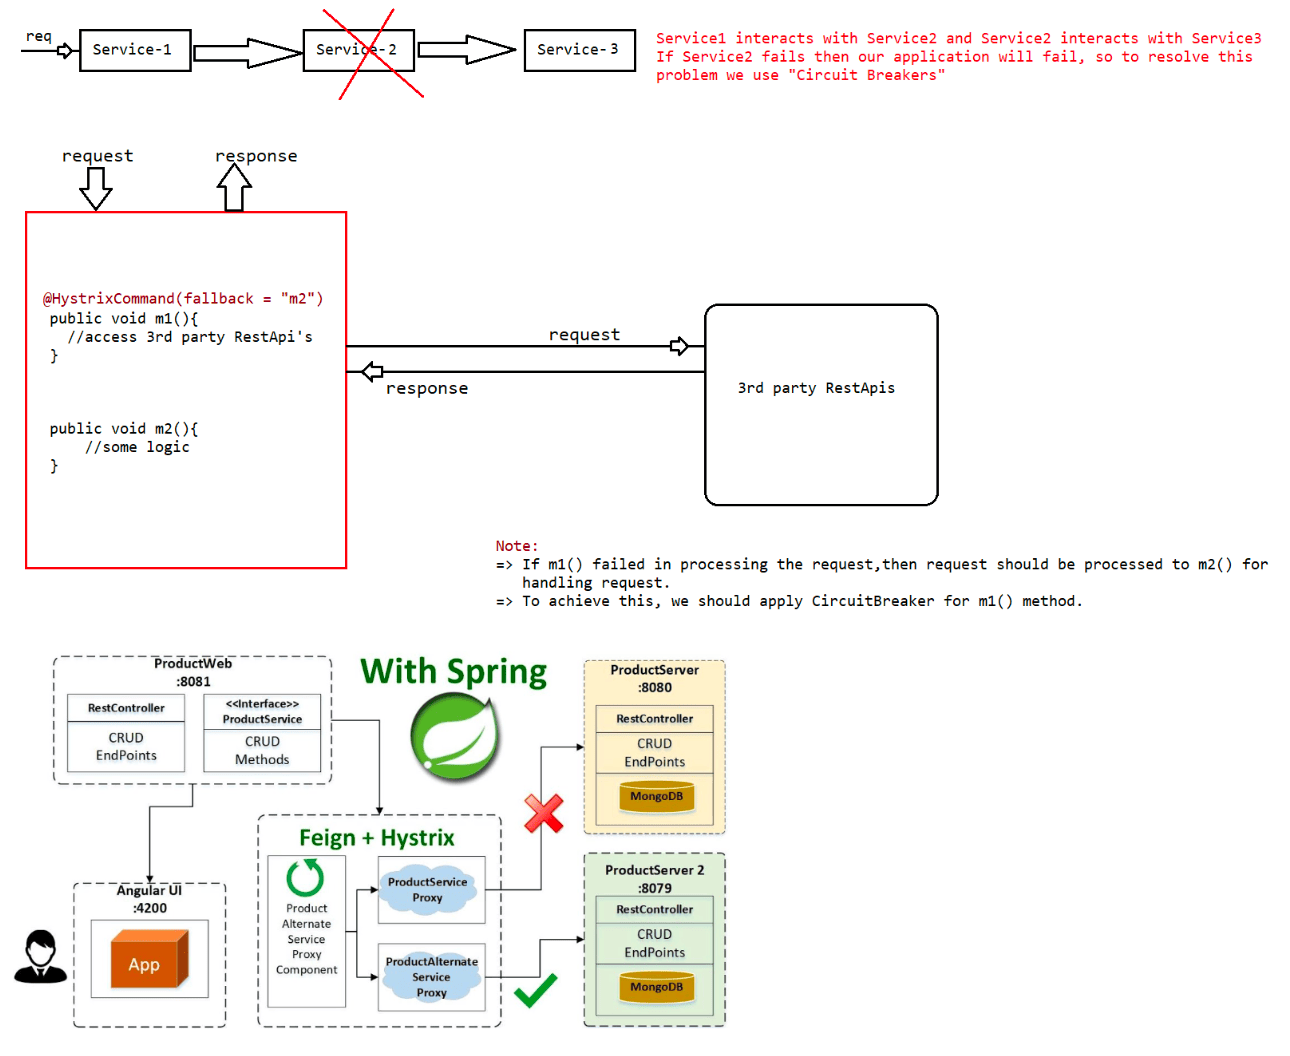 req
Service-1
Service-2
Service-3
Service1 interacts with Service2 and Service2 interacts with Service3
If Service2 fails then our application will fail, so to resolve this
problem we use "Circuit Breakers"
request
response
@HystrixCommand(fallback = "m2")
public void m1(){
//access 3rd party RestApi's
}
public void m2(){
//some logic
}
request
response
3rd party RestApis
Note:
=> If m1() failed in processing the request,then request should be processed to m2() for
handling request.
=> To achieve this, we should apply CircuitBreaker for m1() method.
ProductWeb
:8081
RestController
CRUD
EndPoints
<<Interface>>
ProductService
CRUD
Methods
With Spring
ProductServer
:8080
RestController
CRUD
EndPoints
MongoDB
Feign + Hystrix
Product
Alternate
Service
Proxy
Component
ProductService
Proxy
ProductAlternate
Service
Proxy
ProductServer 2
:8079
RestController
CRUD
EndPoints
MongoDB
Angular UI
:4200
App